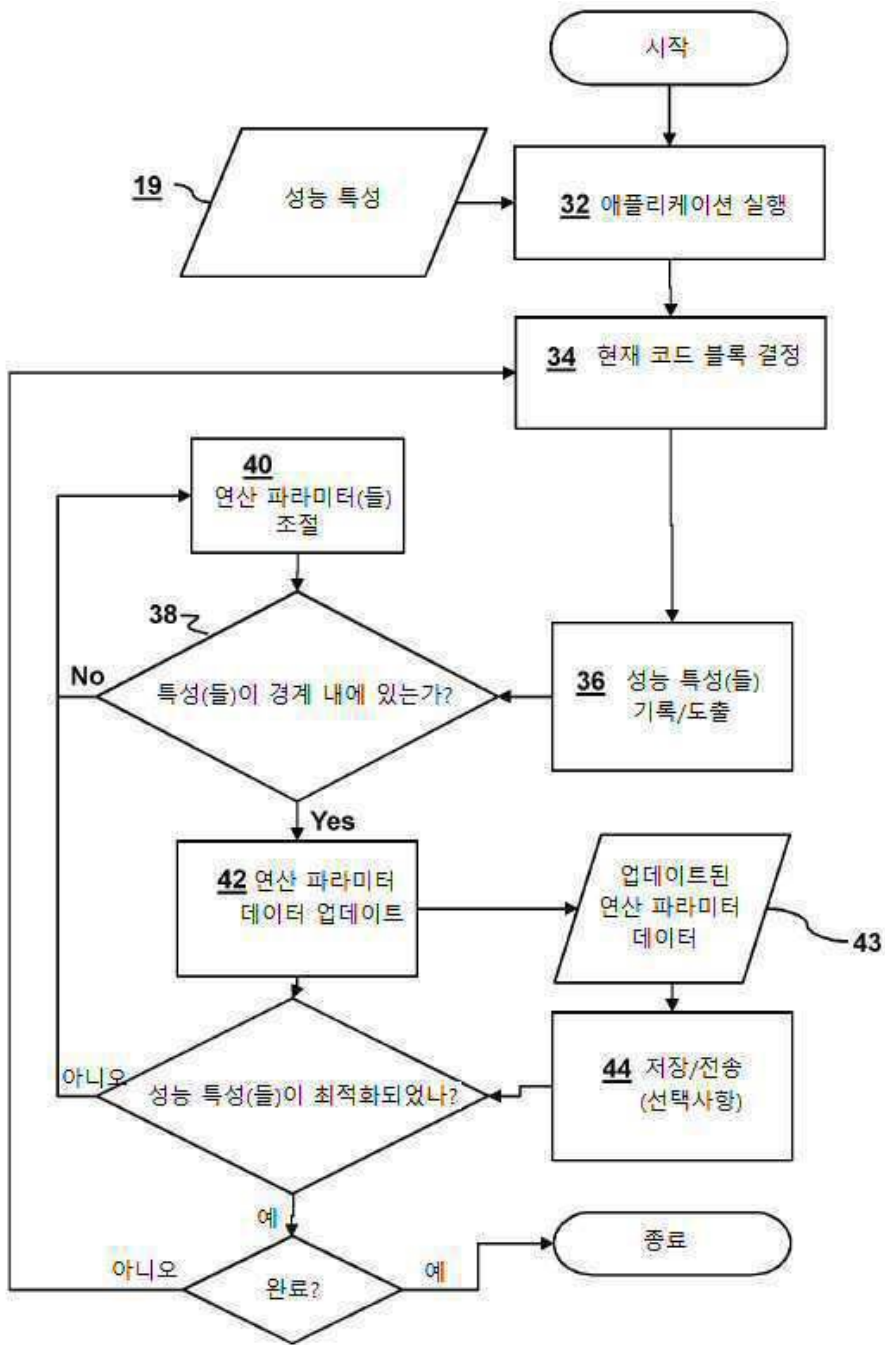 시작
19
성능 특성
32 애플리케이션 실행
34 현재 코드 블록 결정
40
연산 파라미터(들)
조절
38
No
특성(들)이 경계 내에 있는가?
36 성능 특성(들)
기록/도출
Yes
42 연산 파라미터
데이터 업데이트
업데이트된
연산 파라미터
데이터
43
아니오
성능 특성(들)이 최적화되었나?
44 저장/전송
(선택사항)
예
아니오
완료?
예
종료